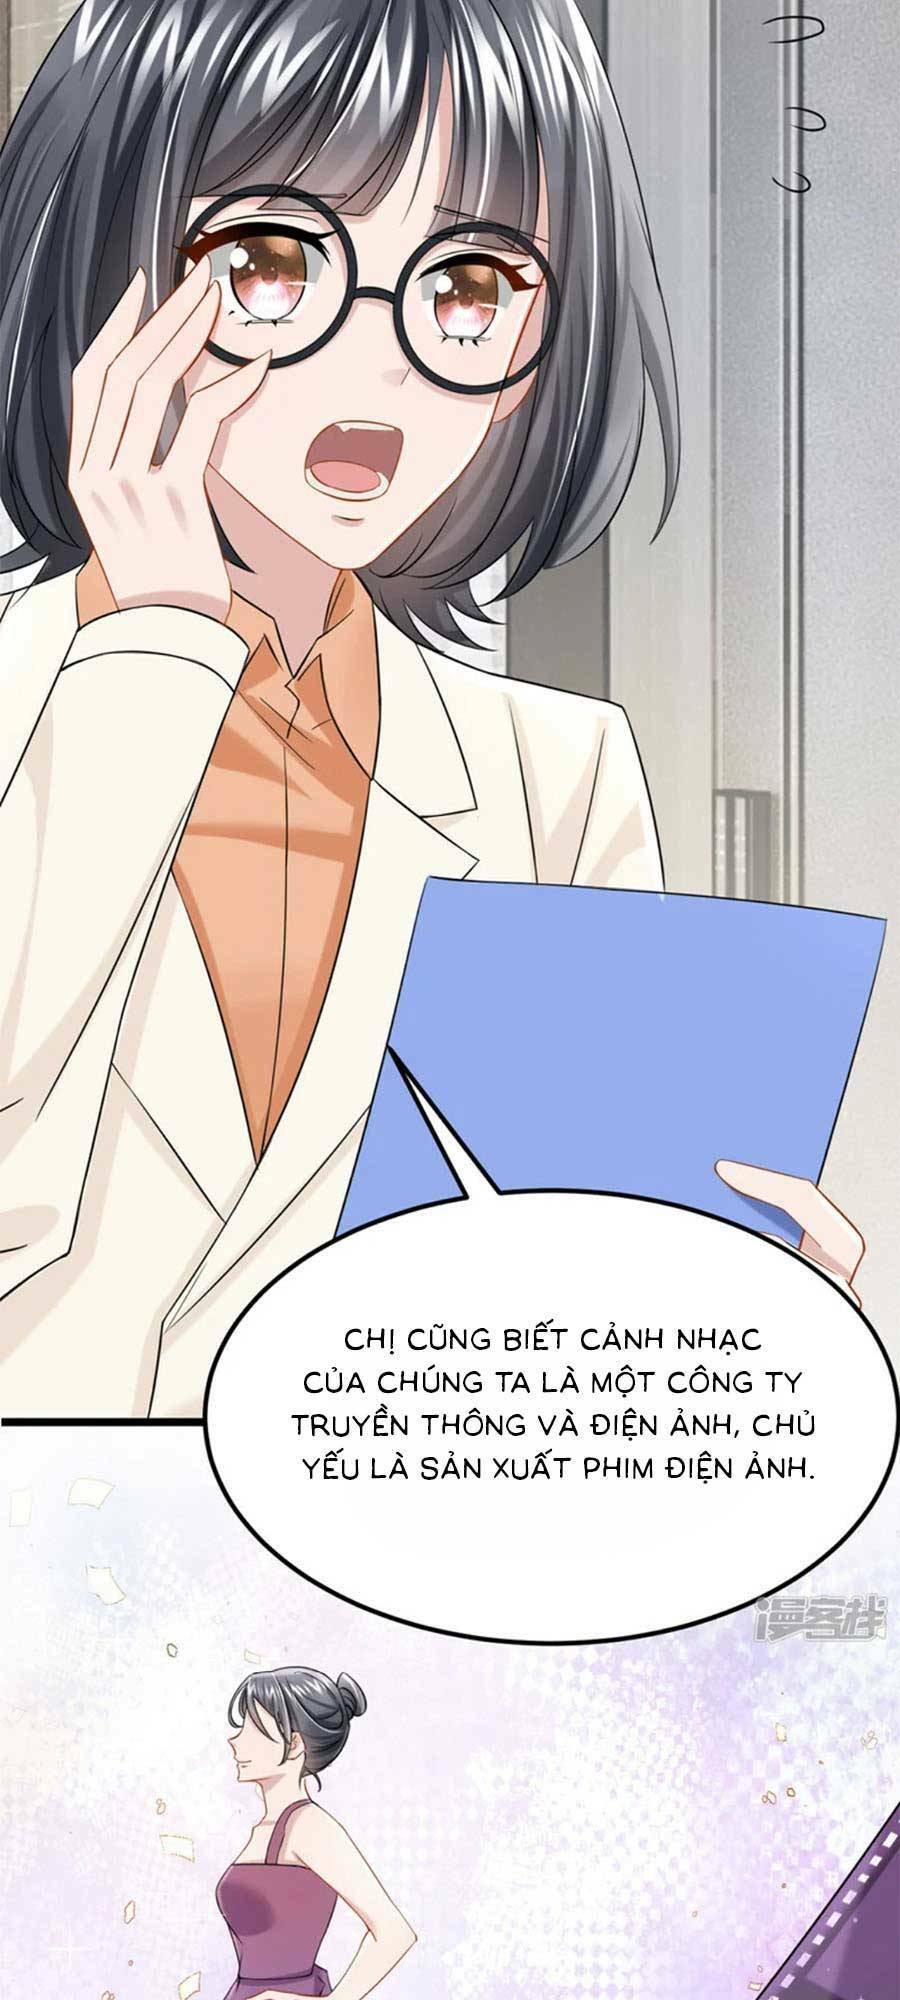 CHỊ CŨNG BIẾT CẢNH NHẠC
CỦA CHÚNG TA LÀ MỘT CÔNG TY
TRUYỀN THÔNG VÀ ĐIỆN ẢNH, CHỦ
YẾU LÀ SẢN XUẤT PHIM ĐIỆN ẢNH.
漫客栈